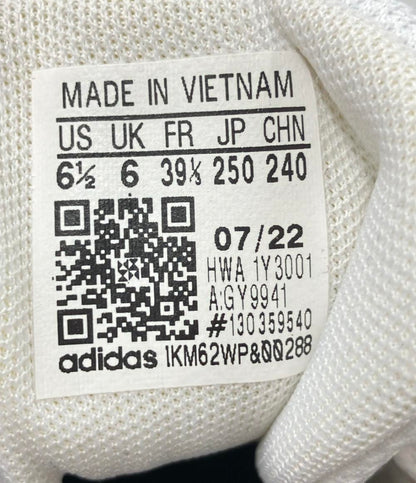 MADE IN VIETNAM
US UK FR JP CHN
6½ 6 39⅓ 250 240
07/22
HWA 1Y3001
A:GY9941
#130359540
adidas 1KM62WP&00288